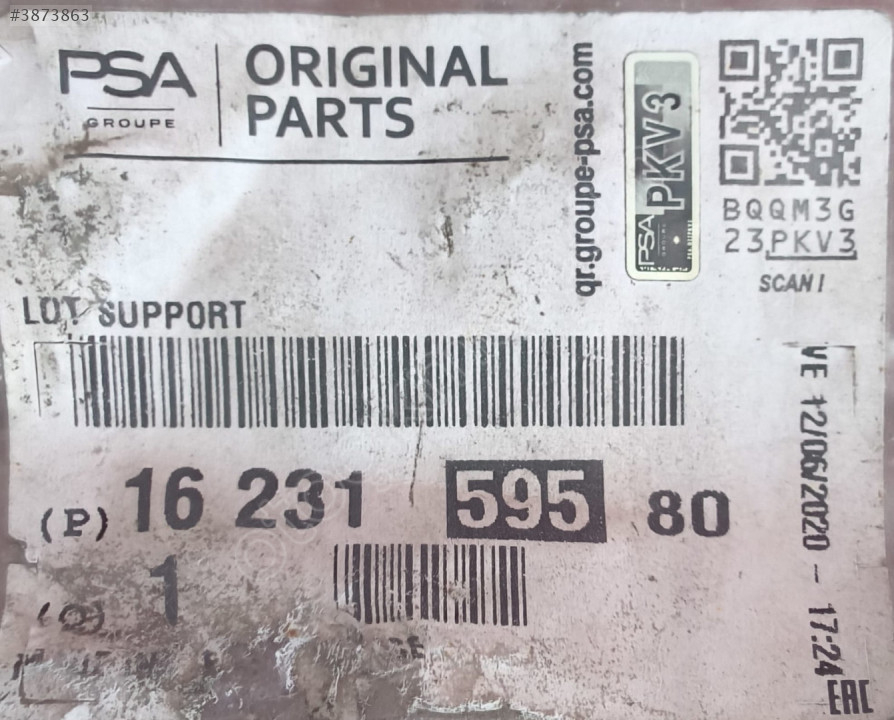 #3873863
PSA
GROUPE
ORIGINAL
PARTS
qr.groupe-psa.com
PKV3
PSA
GROUPE
BQQM3G
23PKV3
SCAN!
LOT SUPPORT
(P) 16 231 595 80
(Q) 1
VE 12/06/2020 - 17:24
EAC